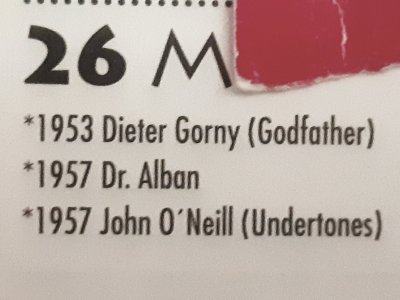 26 M
*1953 Dieter Gorny (Godfather)
*1957 Dr. Alban
*1957 John O´Neill (Undertones)